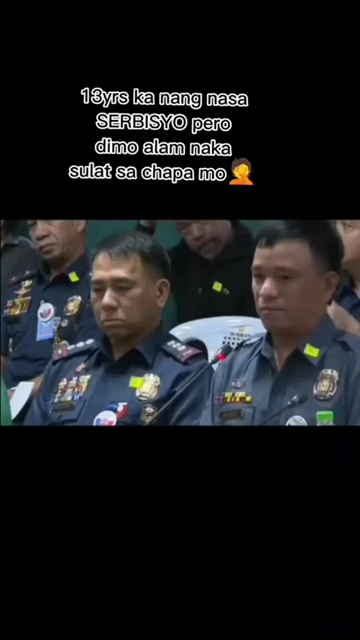 13yrs ka nang nasa
SERBISYO pero
dimo alam naka
sulat sa chapa mo 🤦